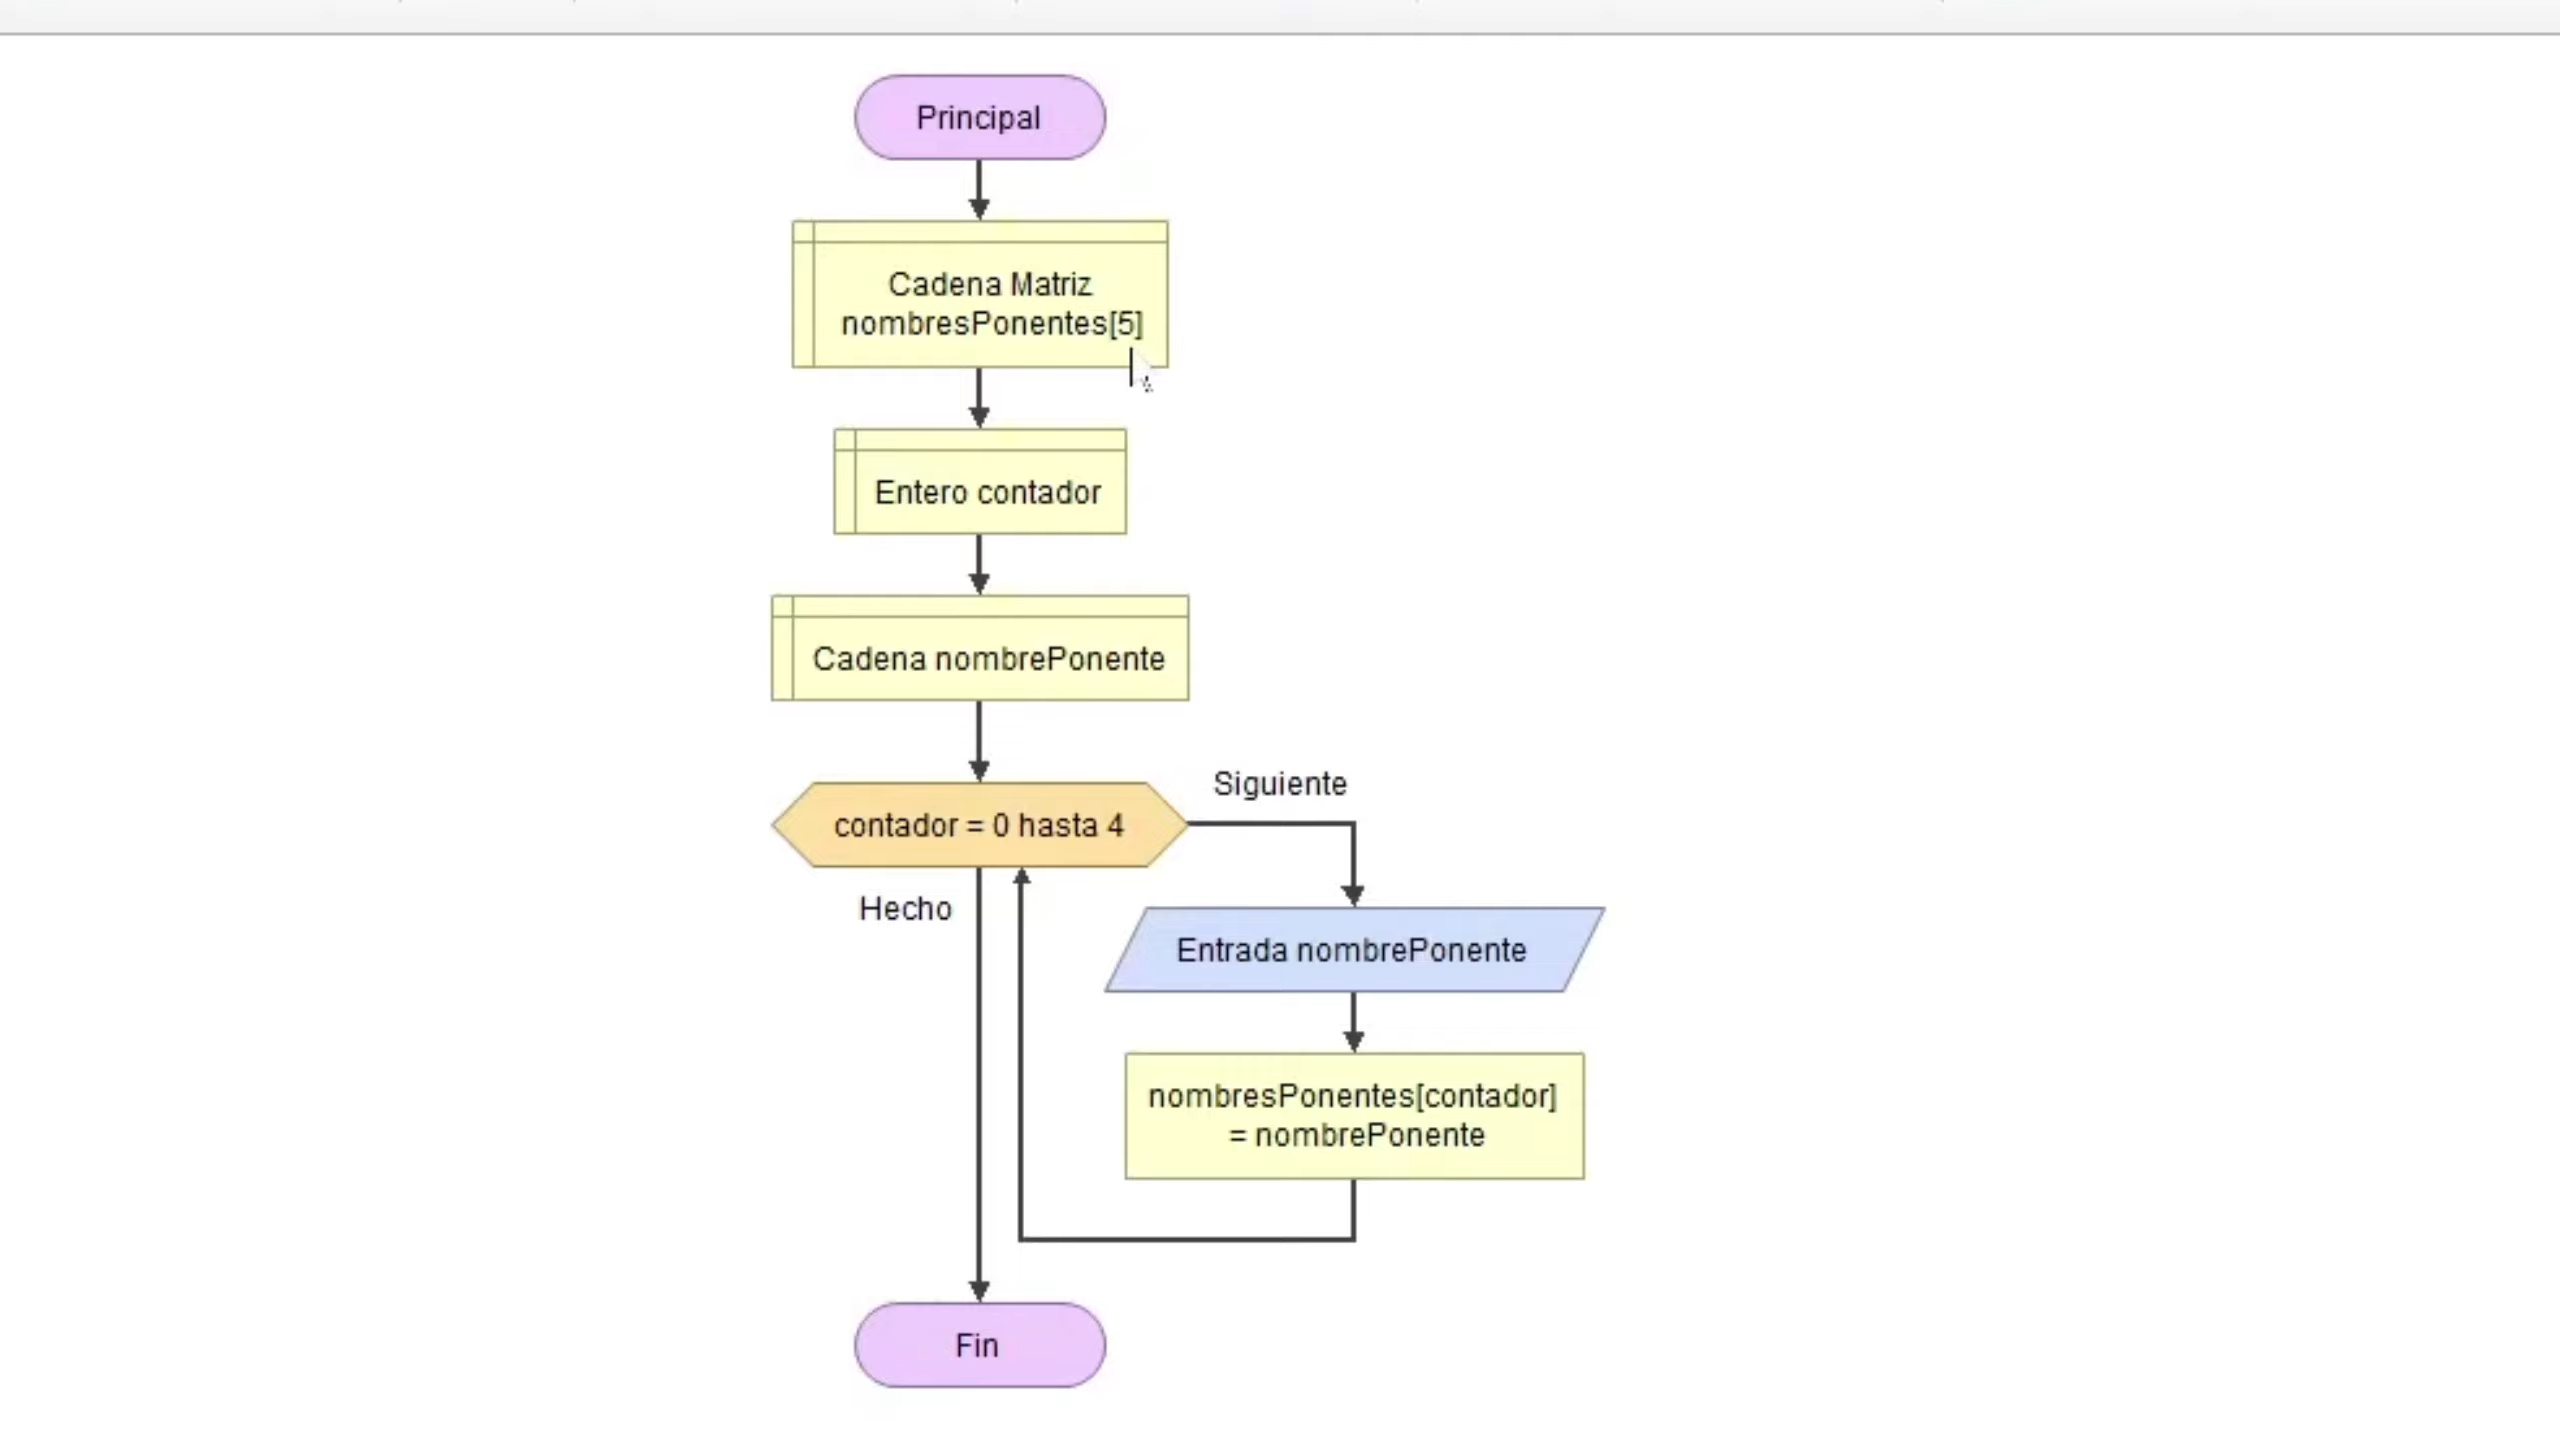 Principal
Cadena Matriz
nombresPonentes[5]
Entero contador
Cadena nombrePonente
contador = 0 hasta 4
Siguiente
Hecho
Entrada nombrePonente
nombresPonentes[contador]
= nombrePonente
Fin